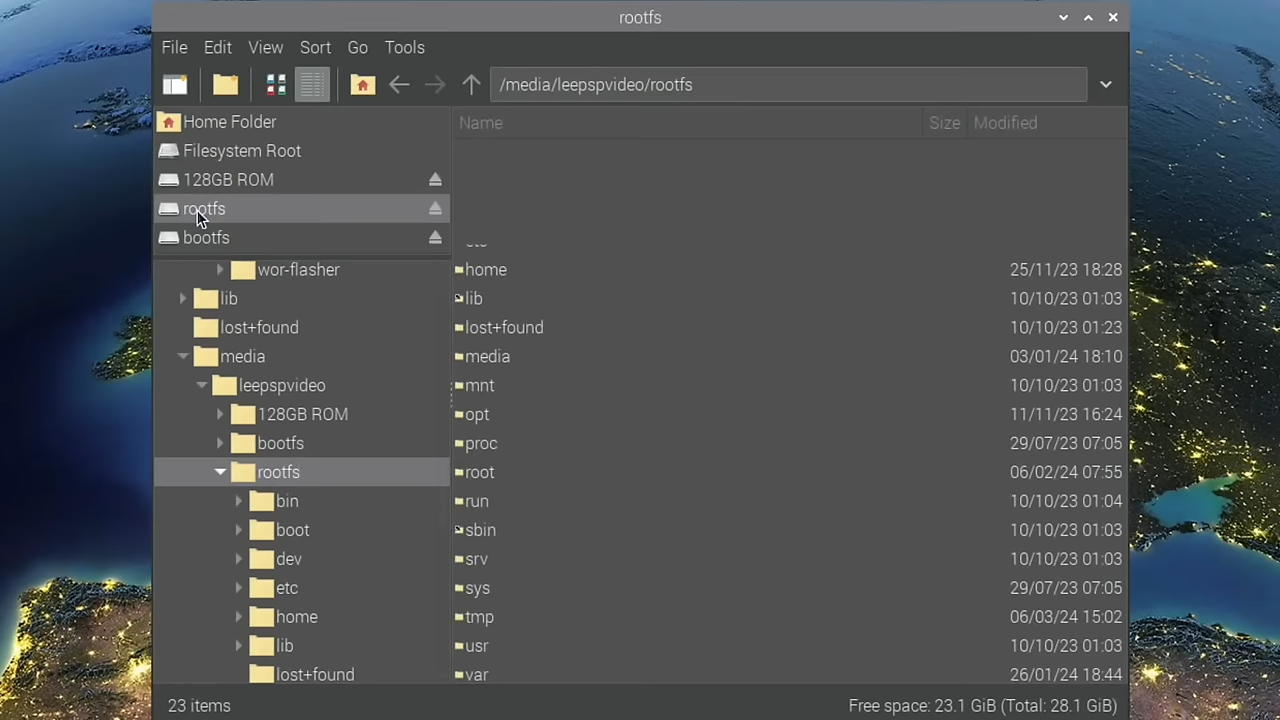 rootfs
File Edit View Sort Go Tools
/media/leepspvideo/rootfs
Home Folder
Filesystem Root
128GB ROM
rootfs
bootfs
wor-flasher
lib
lost+found
media
leepspvideo
128GB ROM
bootfs
rootfs
bin
boot
dev
etc
home
lib
lost+found
Name Size Modified
home 25/11/23 18:28
lib 10/10/23 01:03
lost+found 10/10/23 01:23
media 03/01/24 18:10
mnt 10/10/23 01:03
opt 11/11/23 16:24
proc 29/07/23 07:05
root 06/02/24 07:55
run 10/10/23 01:04
sbin 10/10/23 01:03
srv 10/10/23 01:03
sys 29/07/23 07:05
tmp 06/03/24 15:02
usr 10/10/23 01:03
var 26/01/24 18:44
23 items Free space: 23.1 GiB (Total: 28.1 GiB)